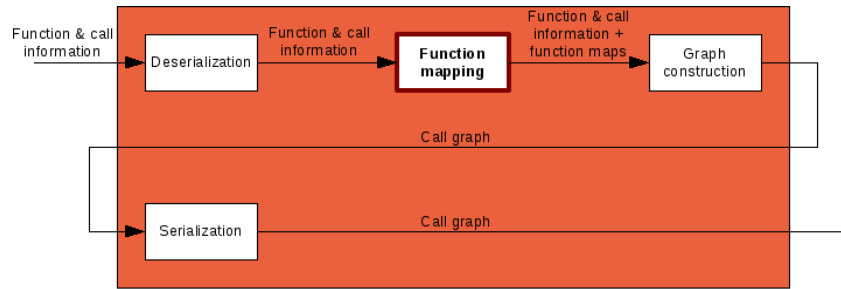 Function & call
information
Deserialization
Function & call
information
Function
mapping
Function & call
information +
function maps
Graph
construction
Call graph
Serialization
Call graph